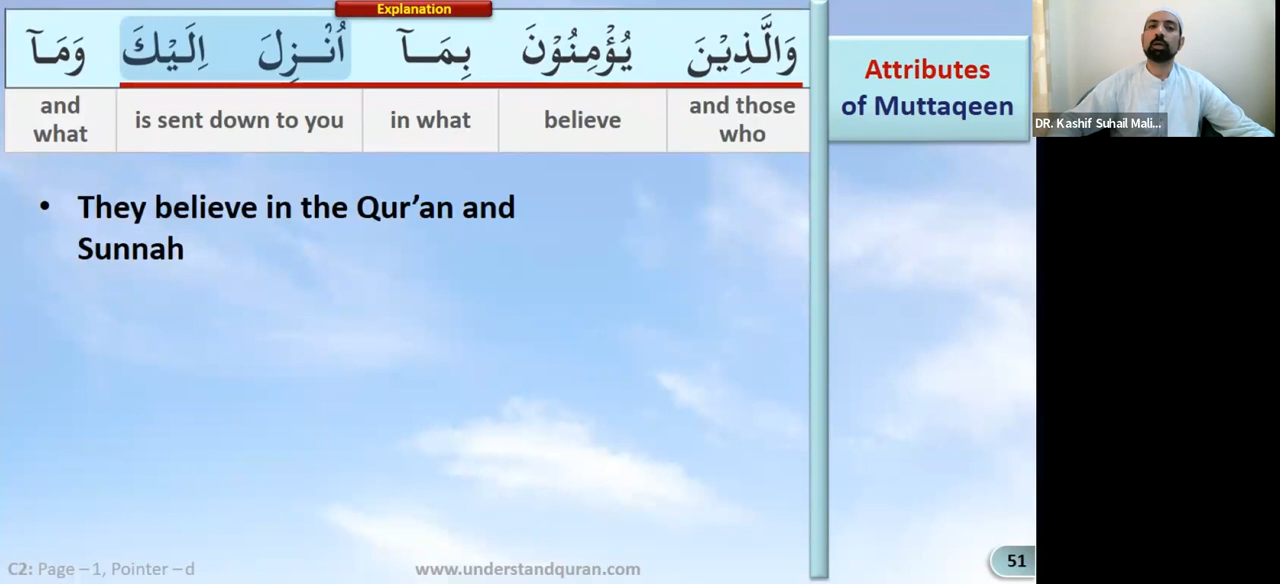 Explanation
وَالَّذِيْنَ يُؤْمِنُوْنَ بِمَآ اُنْزِلَ اِلَيْكَ وَمَآ
and those who
believe
in what
is sent down to you
and what
Attributes
of Muttaqeen
DR. Kashif Suhail Mali...
• They believe in the Qur’an and
Sunnah
C2: Page – 1, Pointer – d
www.understandquran.com
51